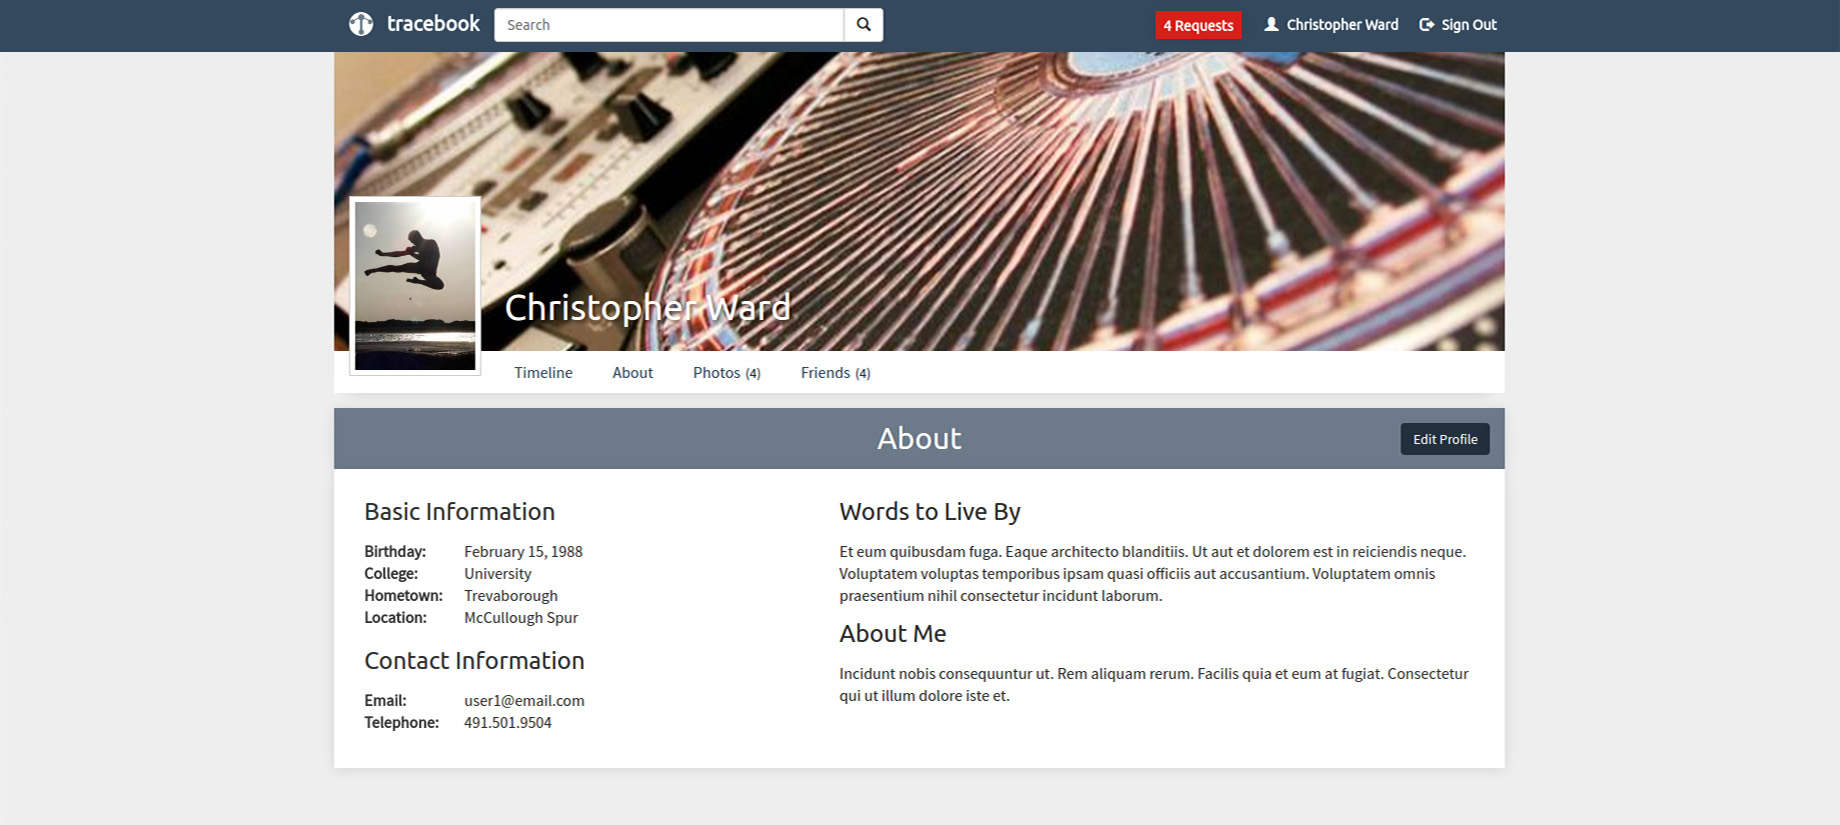 tracebook
Search
4 Requests
Christopher Ward
Sign Out
Christopher Ward
Timeline
About
Photos (4)
Friends (4)
About
Edit Profile
Basic Information
Birthday: February 15, 1988
College: University
Hometown: Trevaborough
Location: McCullough Spur
Contact Information
Email: user1@email.com
Telephone: 491.501.9504
Words to Live By
Et eum quibusdam fuga. Eaque architecto blanditiis. Ut aut et dolorem est in reiciendis neque.
Voluptatem voluptas temporibus ipsam quasi officiis aut accusantium. Voluptatem omnis
praesentium nihil consectetur incidunt laborum.
About Me
Incidunt nobis consequuntur ut. Rem aliquam rerum. Facilis quia et eum at fugiat. Consectetur
qui ut illum dolore iste et.